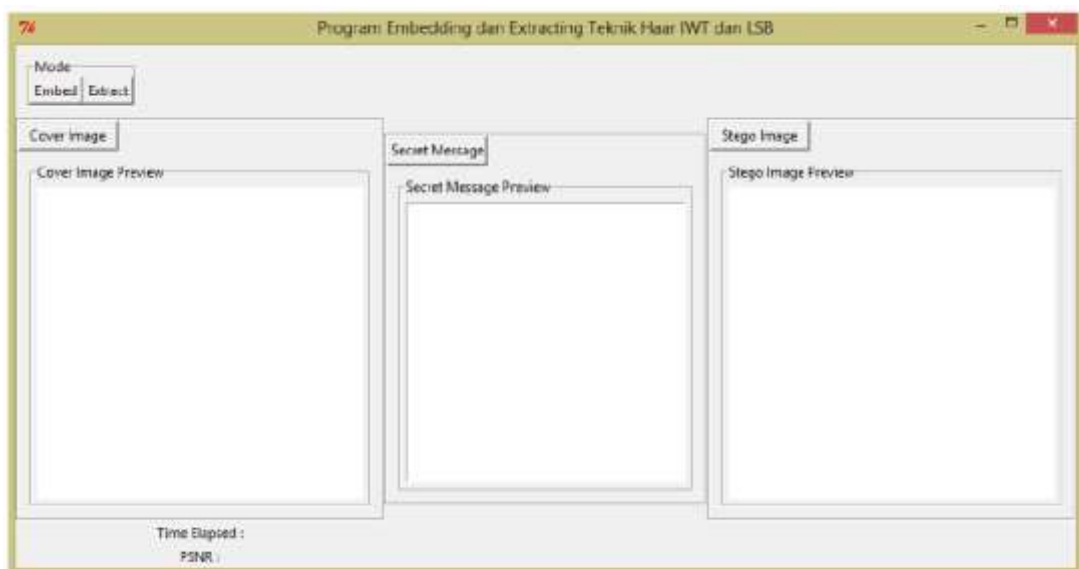 Program Embedding dan Extracting Teknik Haar IWT dan LSB
Mode
Embed Extract
Cover Image
Cover Image Preview
Secret Message
Secret Message Preview
Stego Image
Stego Image Preview
Time Elapsed :
PSNR :